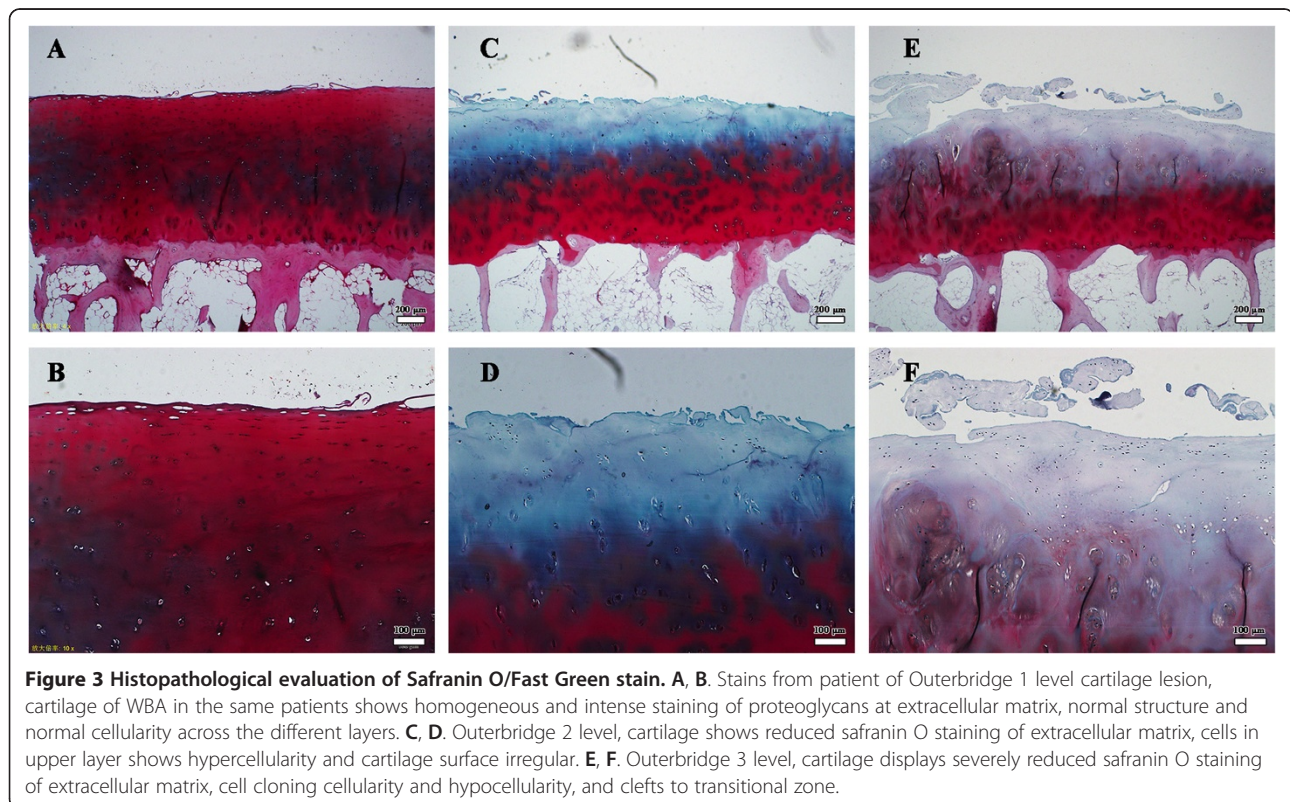 A
C
E
200 µm
200 µm
200 µm
B
D
F
放大倍率: 10 x
100 µm
100 µm
100 µm
Figure 3 Histopathological evaluation of Safranin O/Fast Green stain. A, B. Stains from patient of Outerbridge 1 level cartilage lesion,
cartilage of WBA in the same patients shows homogeneous and intense staining of proteoglycans at extracellular matrix, normal structure and
normal cellularity across the different layers. C, D. Outerbridge 2 level, cartilage shows reduced safranin O staining of extracellular matrix, cells in
upper layer shows hypercellularity and cartilage surface irregular. E, F. Outerbridge 3 level, cartilage displays severely reduced safranin O staining
of extracellular matrix, cell cloning cellularity and hypocellularity, and clefts to transitional zone.